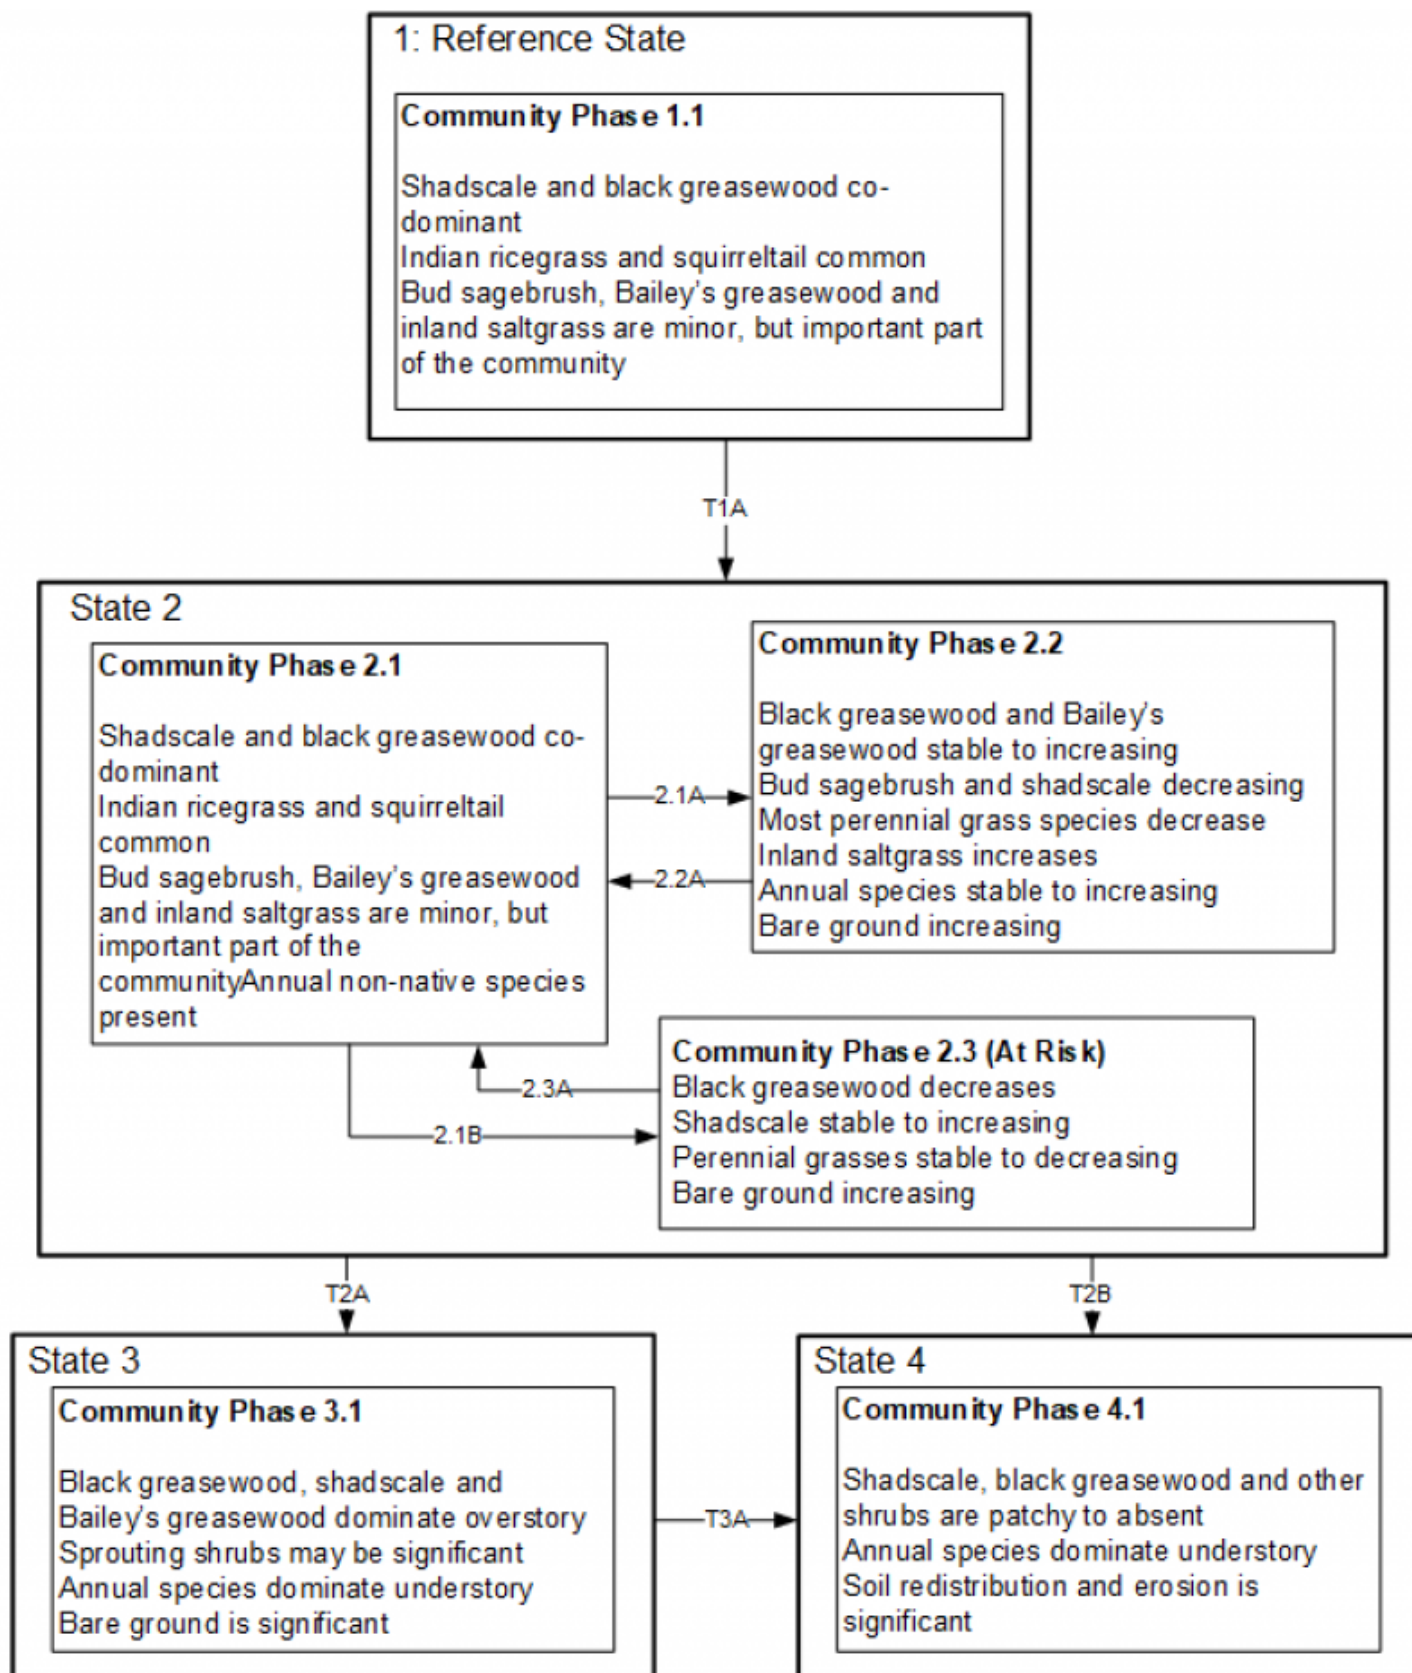 1: Reference State
Community Phase 1.1
Shadscale and black greasewood co-
dominant
Indian ricegrass and squirreltail common
Bud sagebrush, Bailey's greasewood and
inland saltgrass are minor, but important part
of the community
T1A
State 2
Community Phase 2.1
Shadscale and black greasewood co-
dominant
Indian ricegrass and squirreltail
common
Bud sagebrush, Bailey's greasewood
and inland saltgrass are minor, but
important part of the
communityAnnual non-native species
present
2.1A
2.2A
Community Phase 2.2
Black greasewood and Bailey's
greasewood stable to increasing
Bud sagebrush and shadscale decreasing
Most perennial grass species decrease
Inland saltgrass increases
Annual species stable to increasing
Bare ground increasing
2.3A
2.1B
Community Phase 2.3 (At Risk)
Black greasewood decreases
Shadscale stable to increasing
Perennial grasses stable to decreasing
Bare ground increasing
T2A
T2B
State 3
Community Phase 3.1
Black greasewood, shadscale and
Bailey's greasewood dominate overstory
Sprouting shrubs may be significant
Annual species dominate understory
Bare ground is significant
T3A
State 4
Community Phase 4.1
Shadscale, black greasewood and other
shrubs are patchy to absent
Annual species dominate understory
Soil redistribution and erosion is
significant